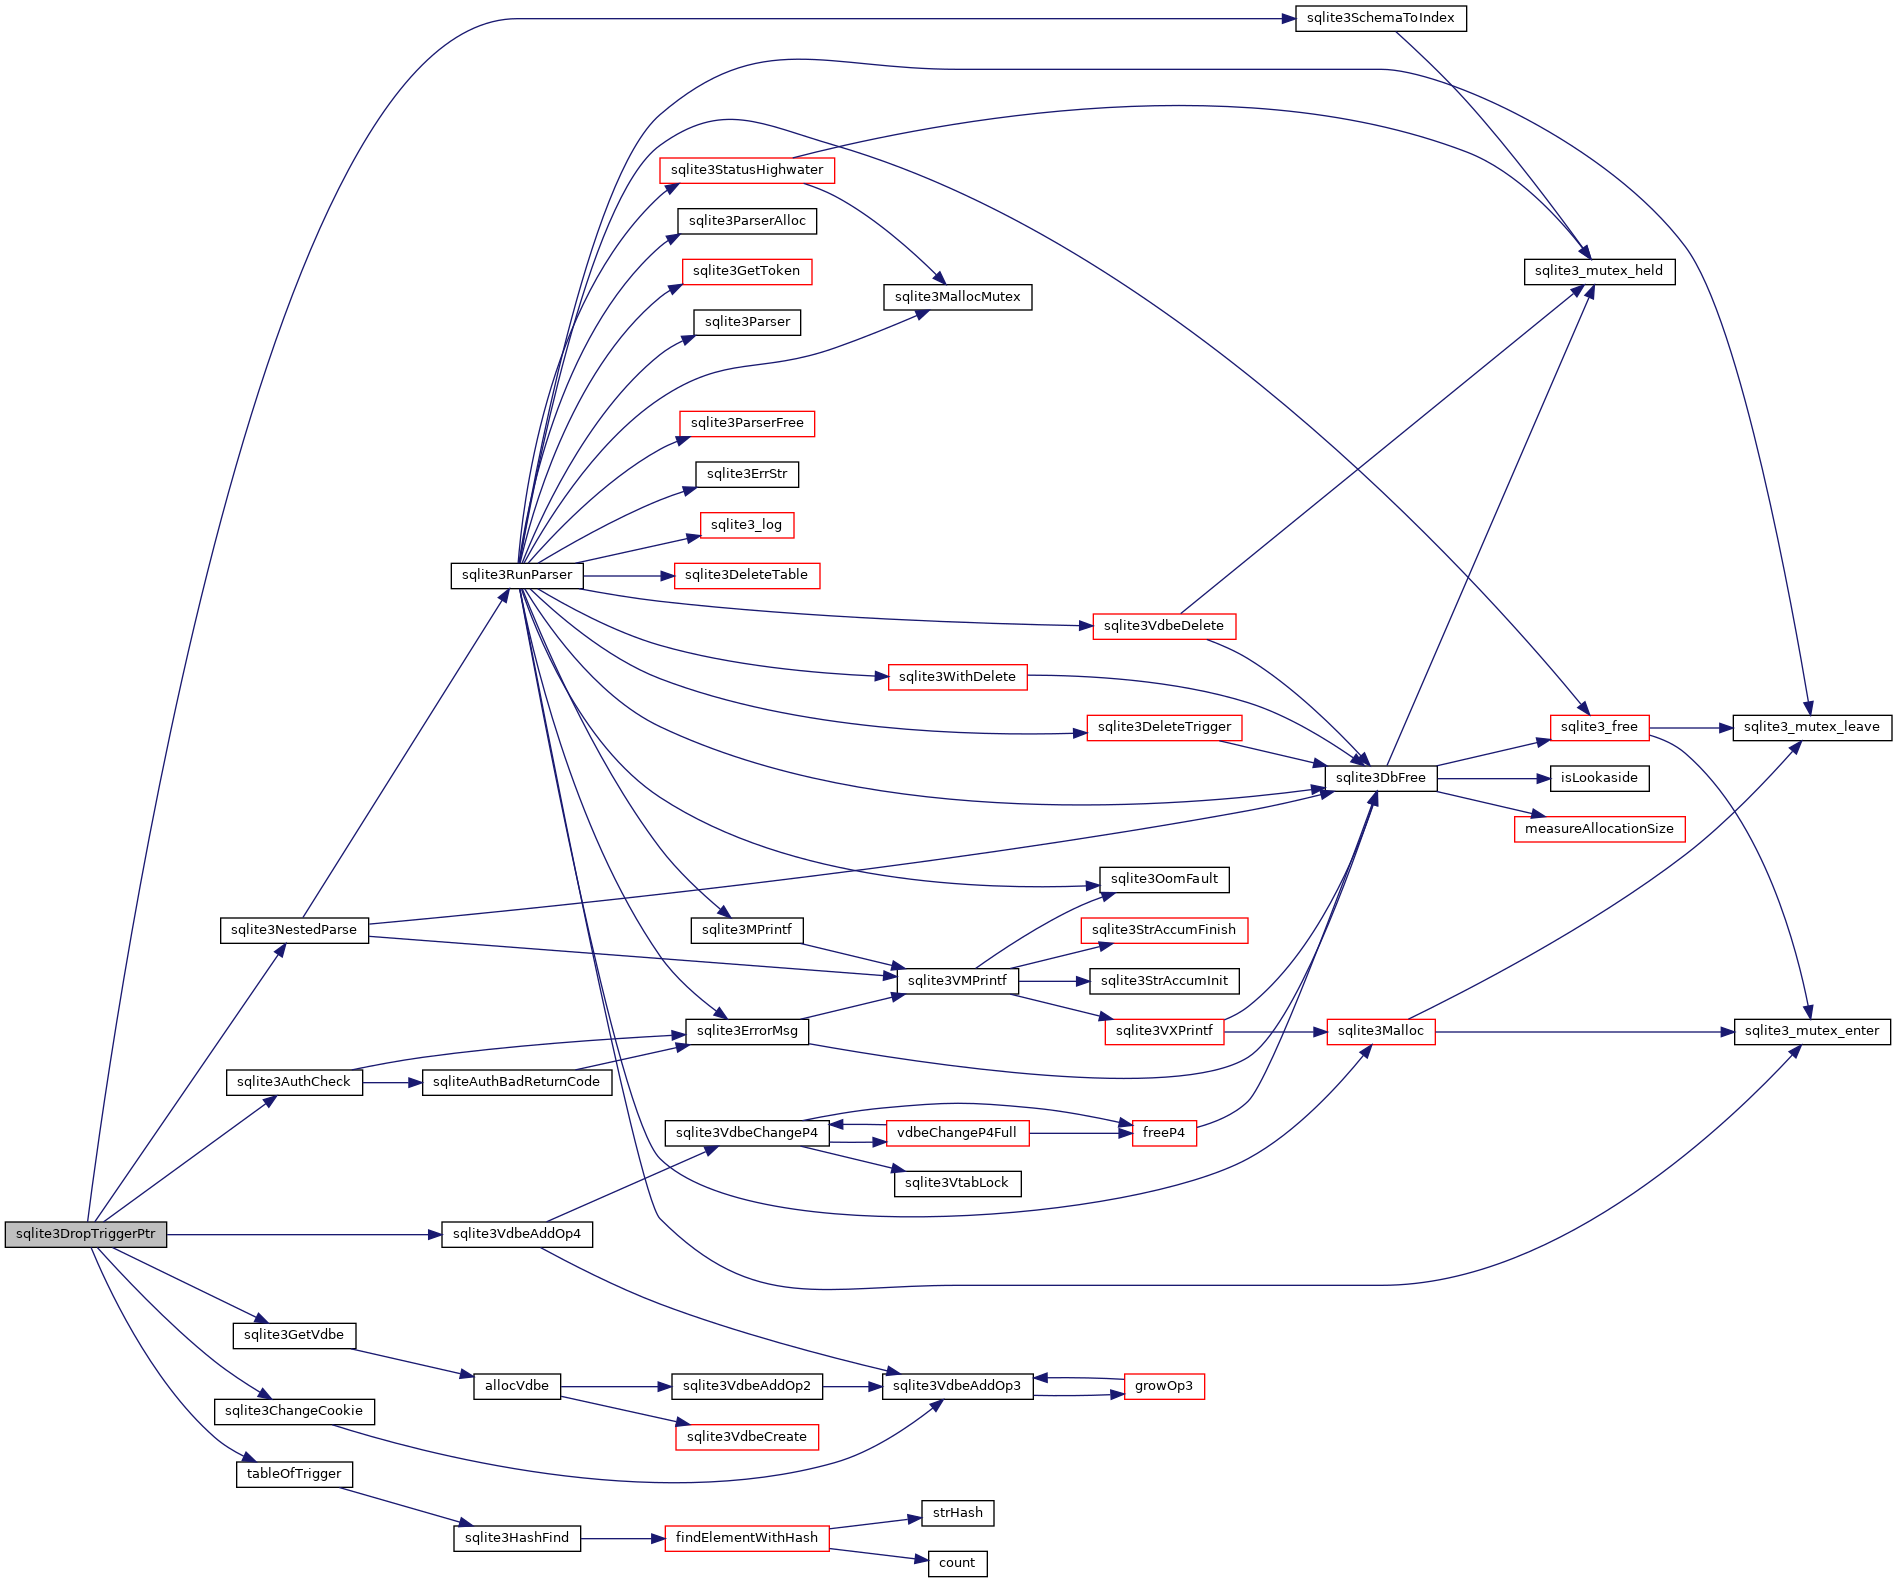 sqlite3SchemaToIndex
sqlite3StatusHighwater
sqlite3ParserAlloc
sqlite3GetToken
sqlite3_mutex_held
sqlite3MallocMutex
sqlite3Parser
sqlite3ParserFree
sqlite3ErrStr
sqlite3_log
sqlite3RunParser
sqlite3DeleteTable
sqlite3VdbeDelete
sqlite3WithDelete
sqlite3DeleteTrigger
sqlite3_free
sqlite3_mutex_leave
sqlite3DbFree
isLookaside
measureAllocationSize
sqlite3OomFault
sqlite3NestedParse
sqlite3MPrintf
sqlite3StrAccumFinish
sqlite3VMPrintf
sqlite3StrAccumInit
sqlite3ErrorMsg
sqlite3VXPrintf
sqlite3Malloc
sqlite3_mutex_enter
sqlite3AuthCheck
sqliteAuthBadReturnCode
sqlite3VdbeChangeP4
vdbeChangeP4Full
freeP4
sqlite3VtabLock
sqlite3DropTriggerPtr
sqlite3VdbeAddOp4
sqlite3GetVdbe
allocVdbe
sqlite3VdbeAddOp2
sqlite3VdbeAddOp3
growOp3
sqlite3ChangeCookie
sqlite3VdbeCreate
tableOfTrigger
strHash
sqlite3HashFind
findElementWithHash
count